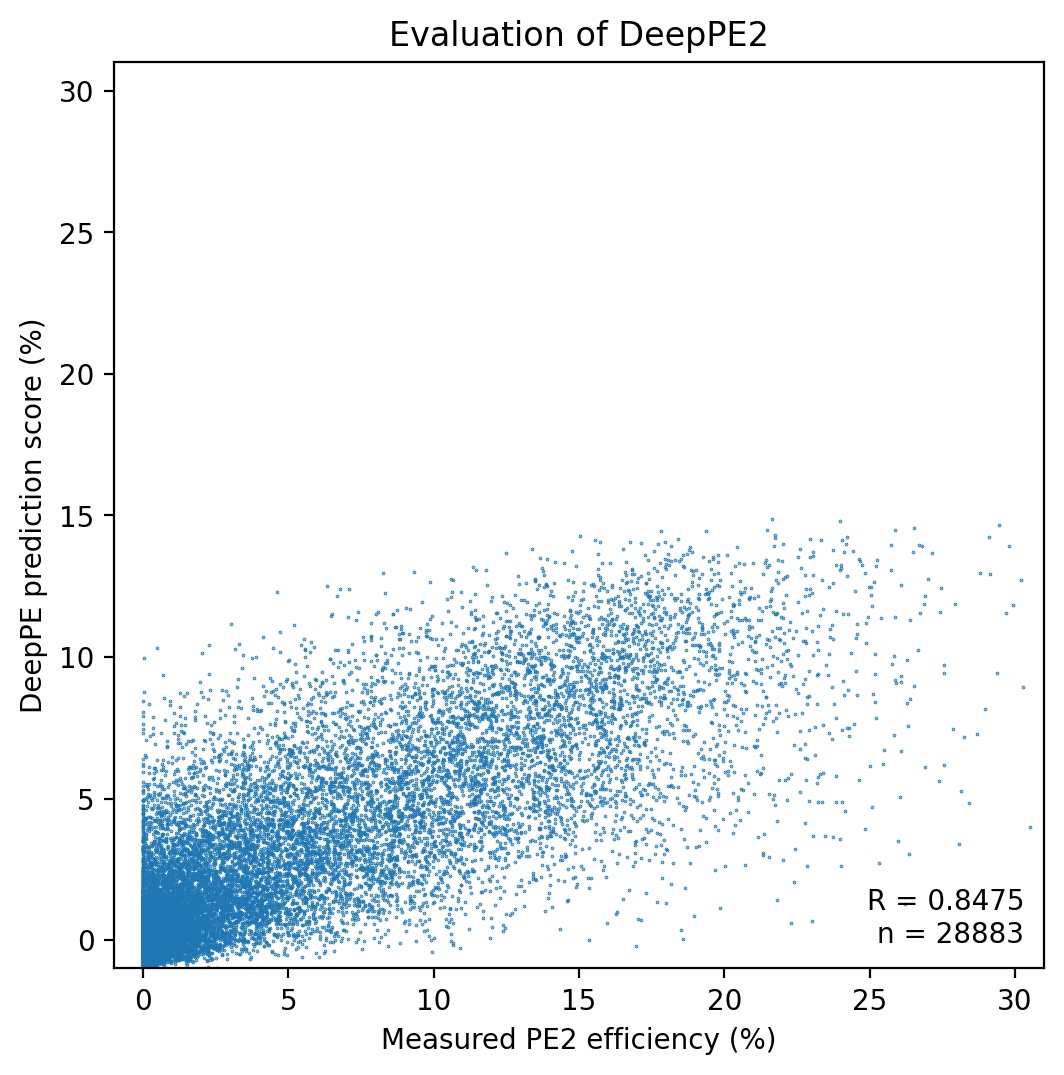 Evaluation of DeepPE2
30
25
20
15
10
5
0
DeepPE prediction score (%)
R = 0.8475
n = 28883
0 5 10 15 20 25 30
Measured PE2 efficiency (%)